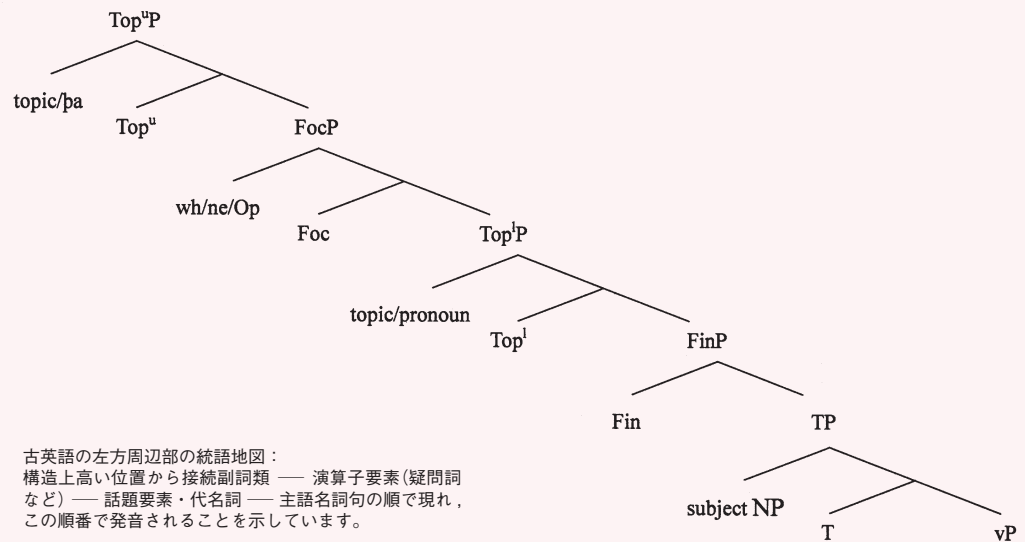 TopᵘP
topic/þa
Topᵘ
FocP
wh/ne/Op
Foc
TopˡP
topic/pronoun
Topˡ
FinP
Fin
TP
subject NP
T
vP
古英語の左方周辺部の統語地図：
構造上高い位置から接続副詞類 ── 演算子要素(疑問詞
など) ── 話題要素・代名詞 ── 主語名詞句の順で現れ，
この順番で発音されることを示しています。